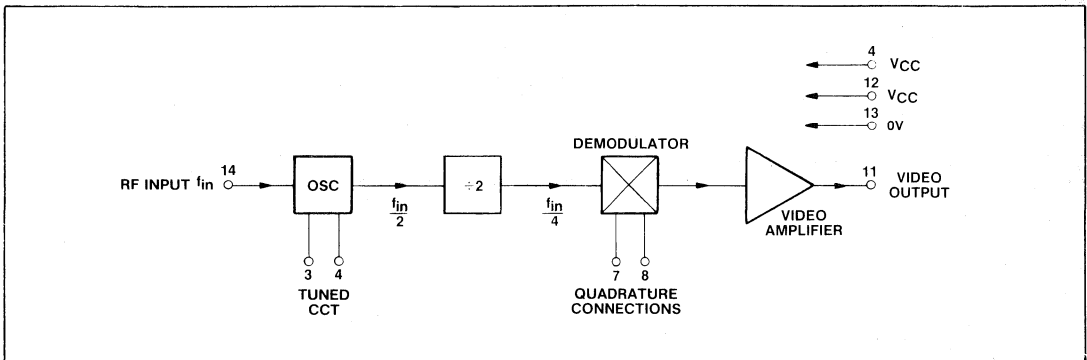 4
VCC
12
VCC
13
0V
DEMODULATOR
RF INPUT fin
14
OSC
÷2
11
VIDEO
OUTPUT
fin
2
fin
4
VIDEO
AMPLIFIER
3
4
TUNED
CCT
7
8
QUADRATURE
CONNECTIONS